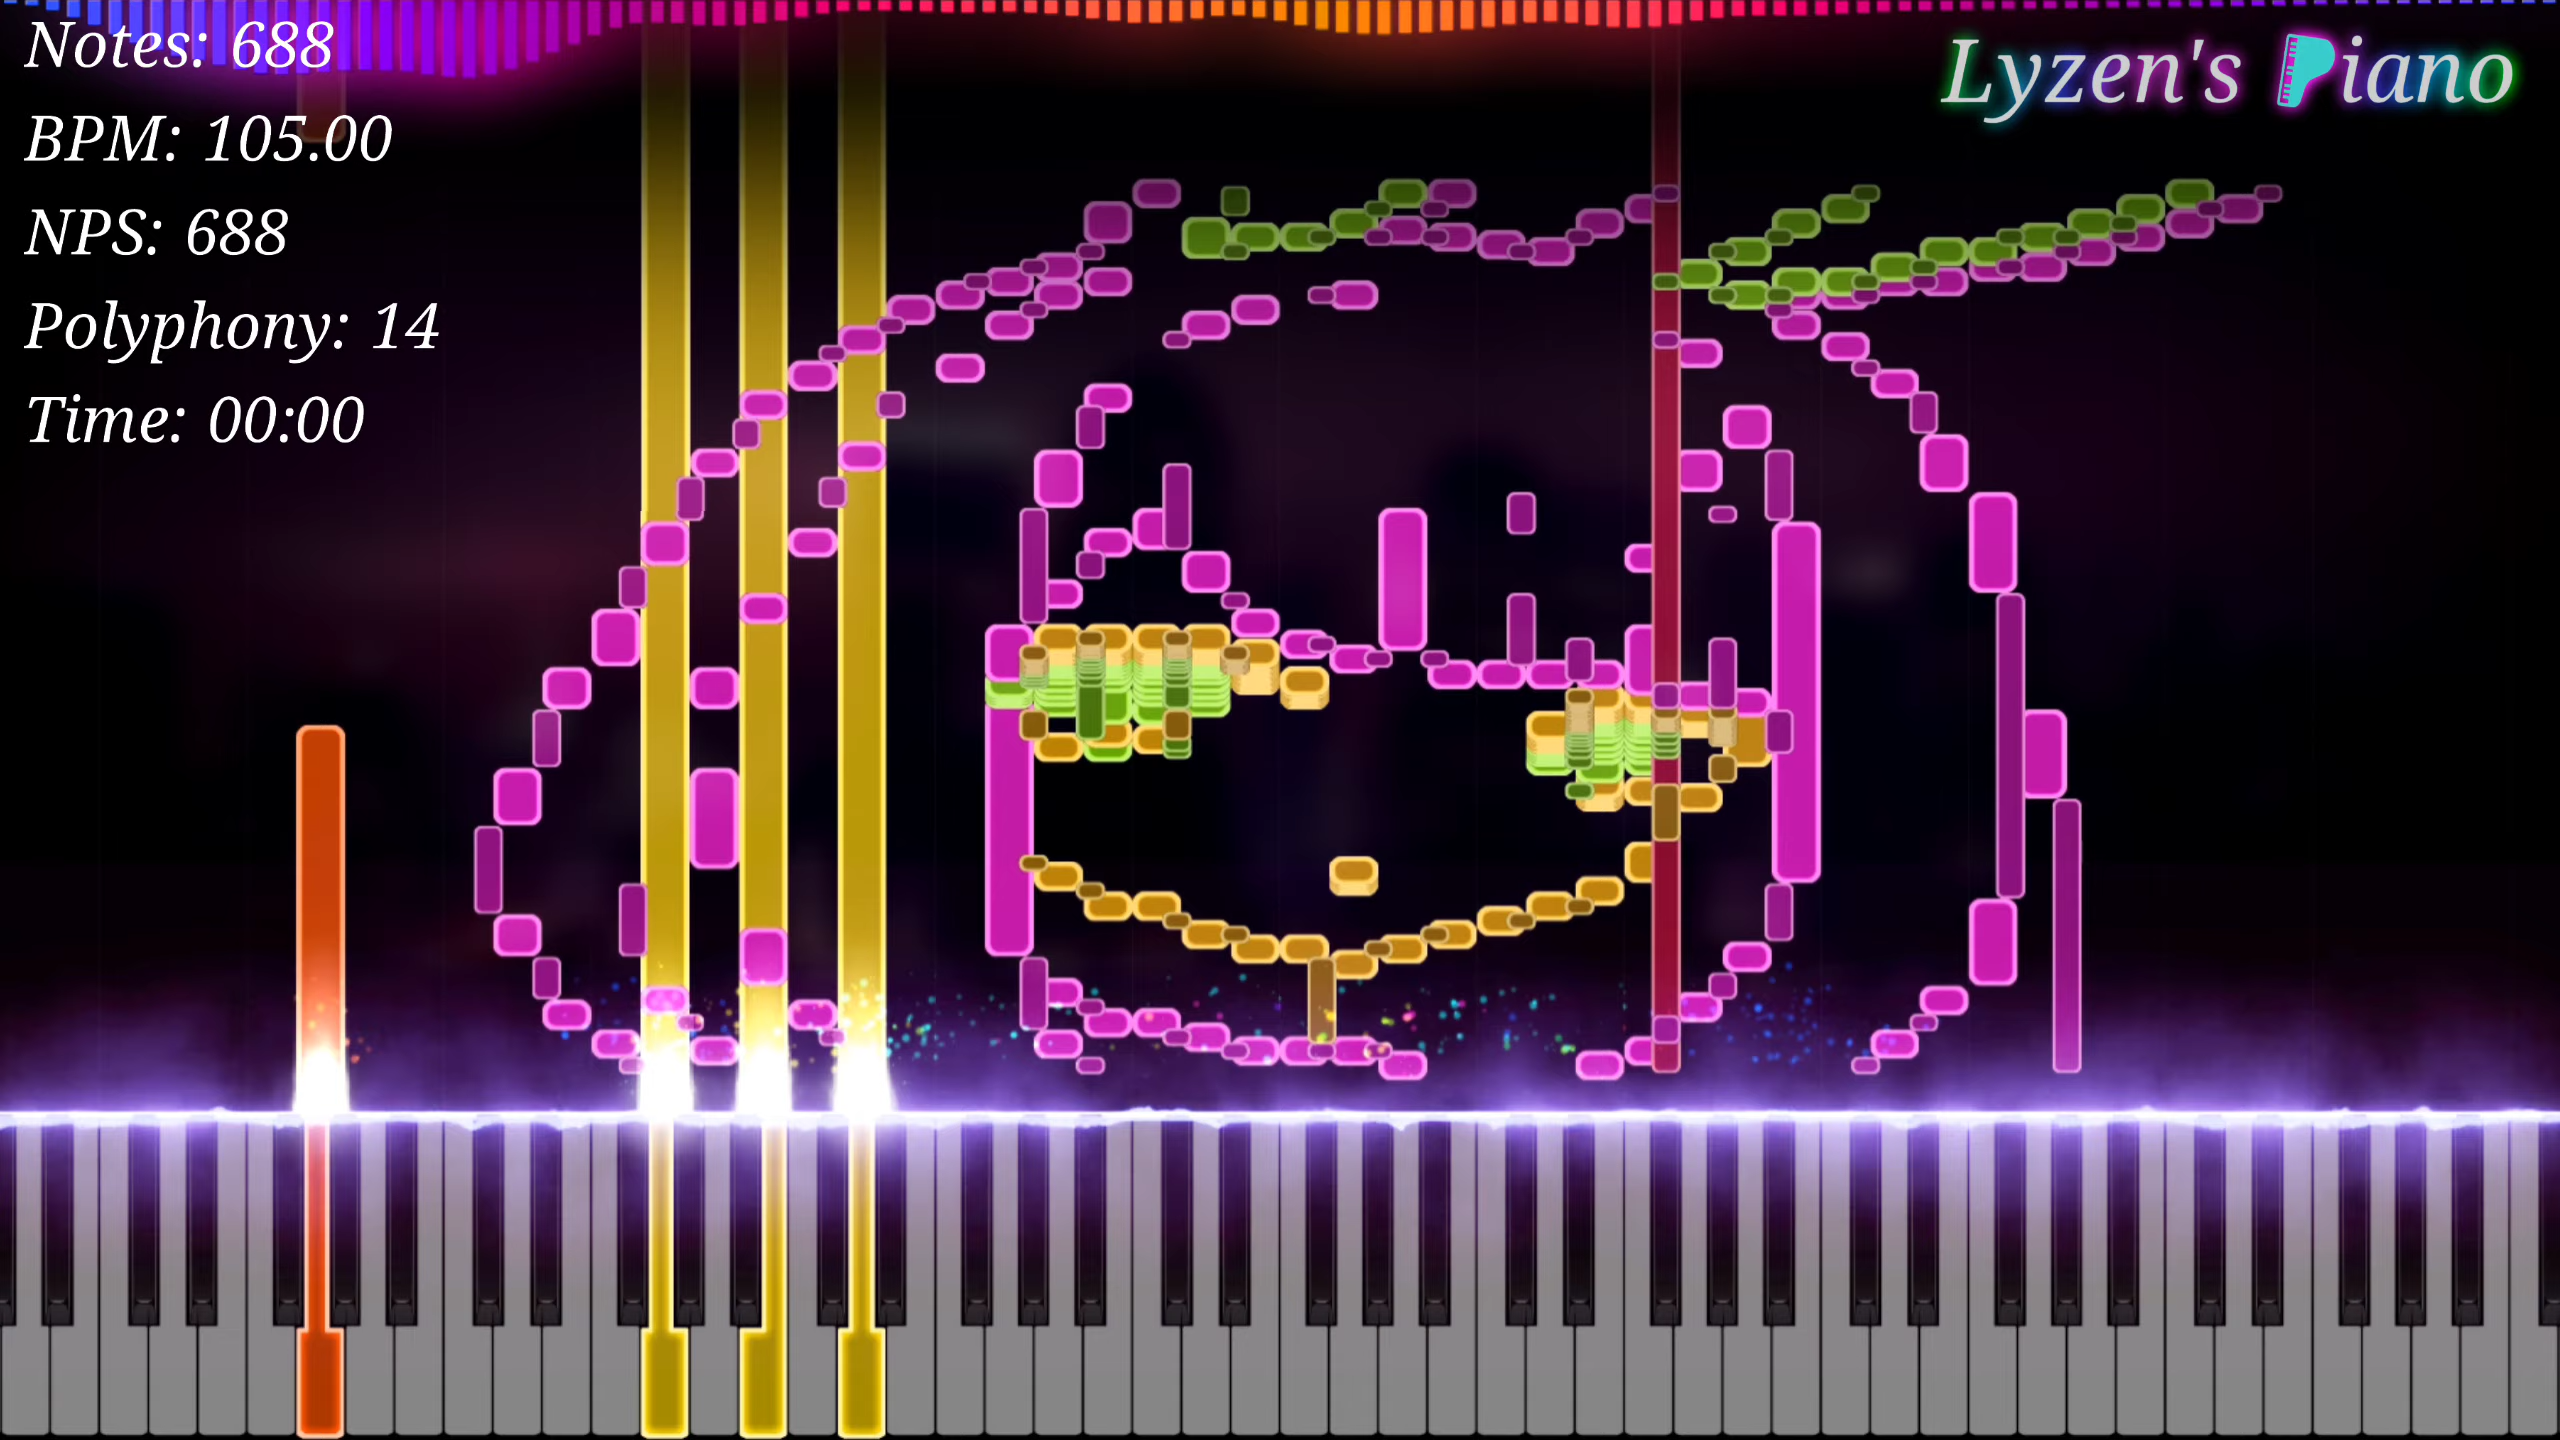 Notes: 688
BPM: 105.00
NPS: 688
Polyphony: 14
Time: 00:00
Lyzen's Piano